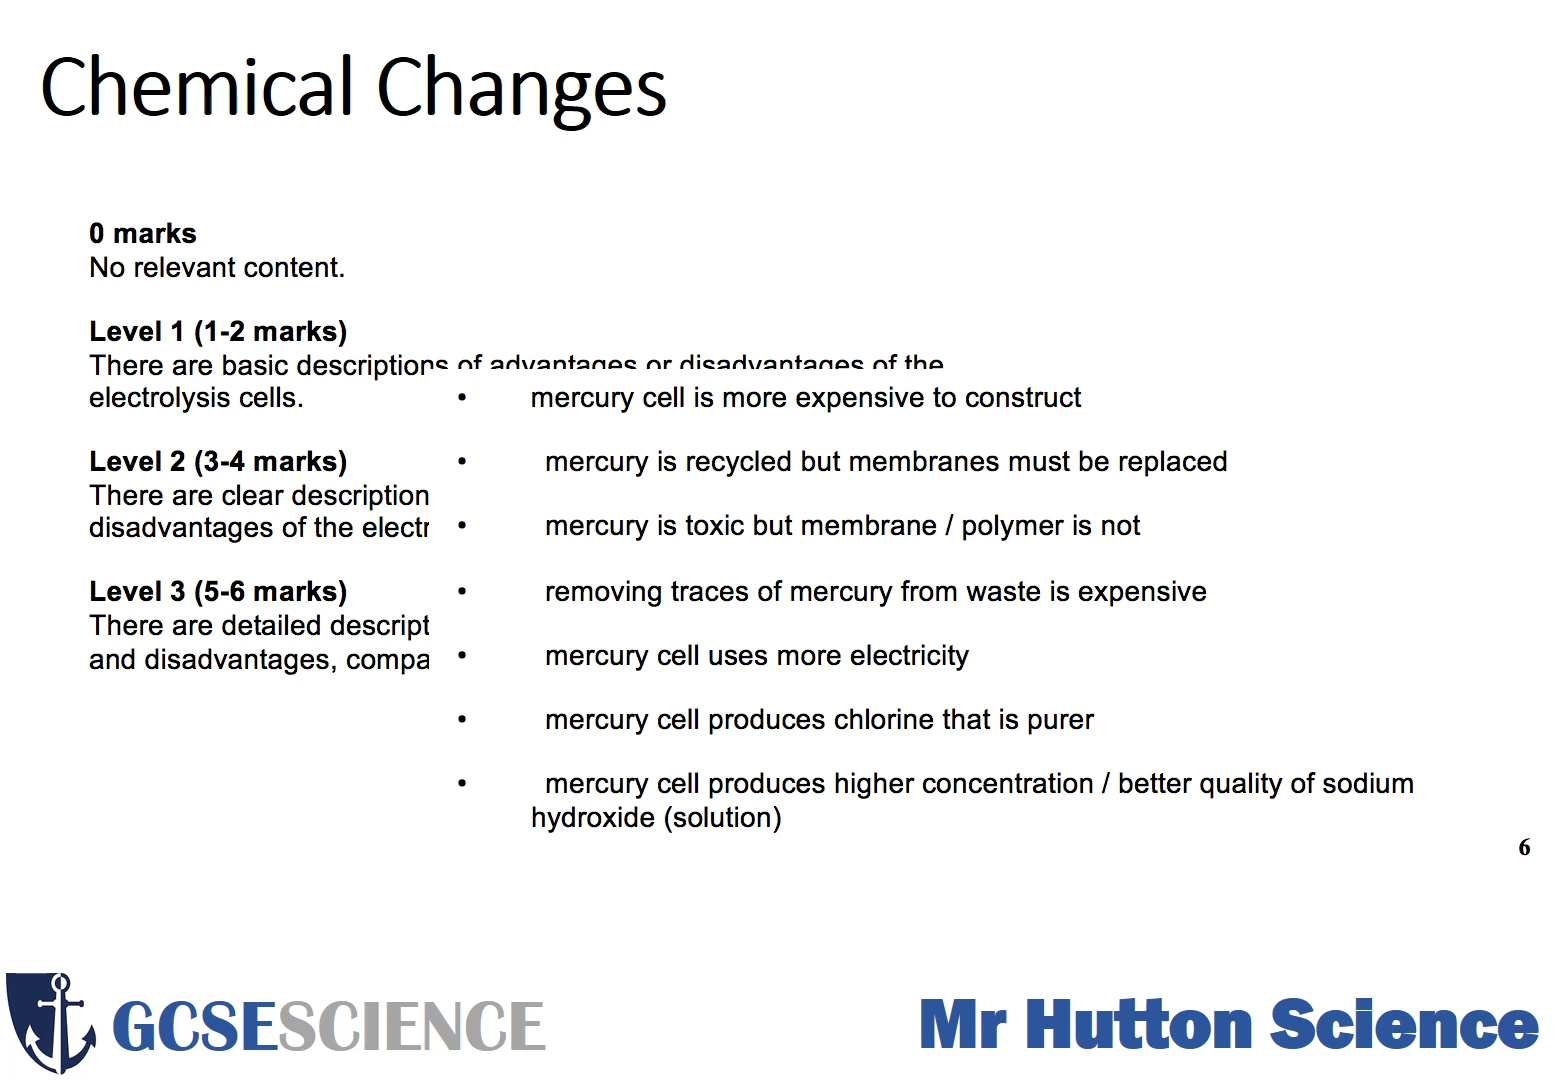 Chemical Changes
0 marks
No relevant content.
Level 1 (1-2 marks)
There are basic descriptions of advantages or disadvantages of the
electrolysis cells.
Level 2 (3-4 marks)
There are clear description
disadvantages of the electr
Level 3 (5-6 marks)
There are detailed descript
and disadvantages, compa
• mercury cell is more expensive to construct
• mercury is recycled but membranes must be replaced
• mercury is toxic but membrane / polymer is not
• removing traces of mercury from waste is expensive
• mercury cell uses more electricity
• mercury cell produces chlorine that is purer
• mercury cell produces higher concentration / better quality of sodium
hydroxide (solution)
6
GCSESCIENCE
Mr Hutton Science